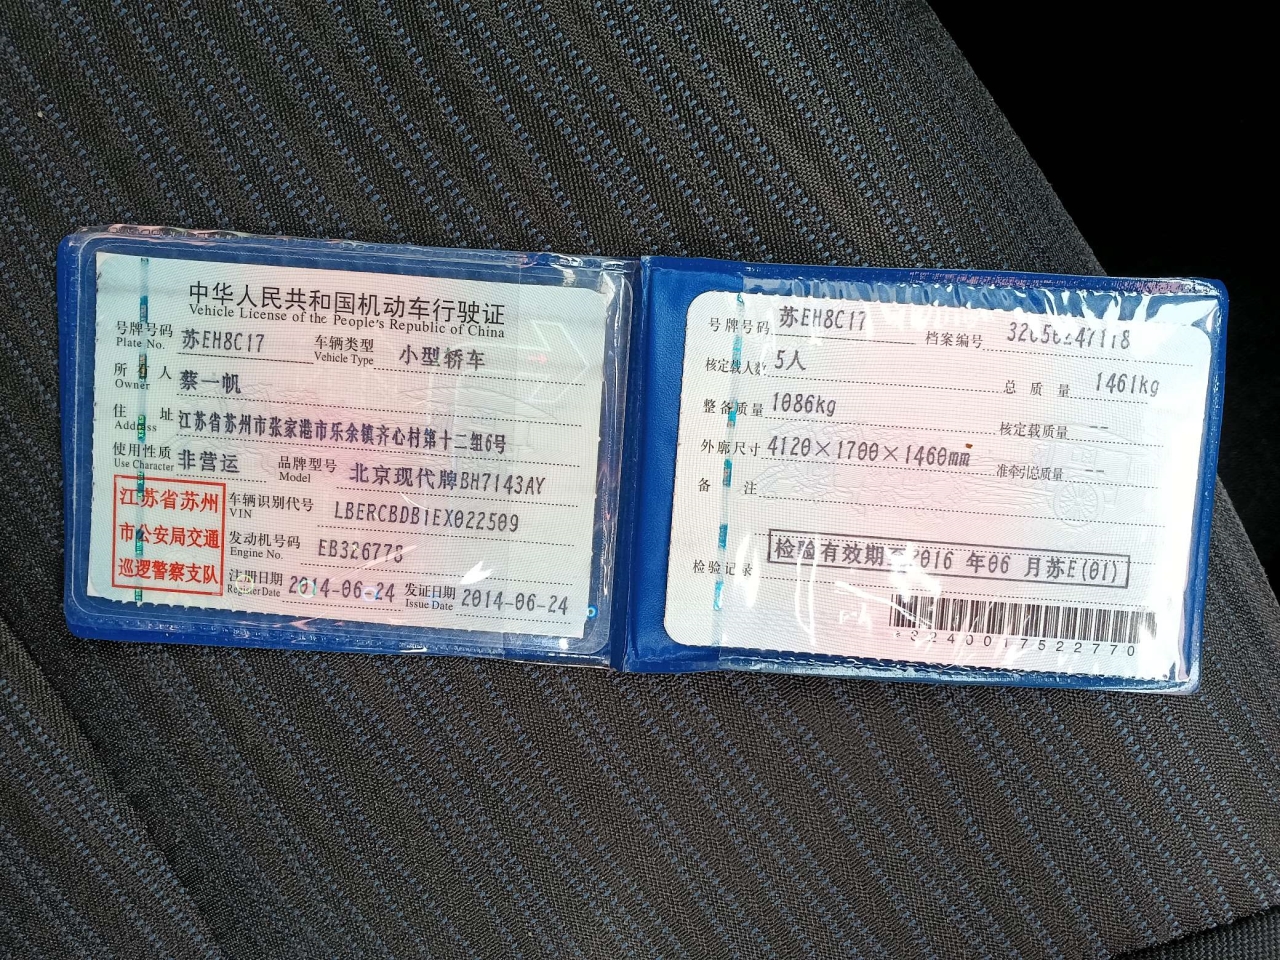 中华人民共和国机动车行驶证
Vehicle License of the People's Republic of China
号牌号码 苏EH8C17 车辆类型 小型轿车
Plate No. Vehicle Type
所有人 蔡一帆
Owner
住址 江苏省苏州市张家港市乐余镇齐心村第十二组6号
Address
使用性质 非营运 品牌型号 北京现代牌BH7143AY
Use Character Model
江苏省苏州
市公安局交通
巡逻警察支队
车辆识别代号 LBERCBDB1EX022509
VIN
发动机号码 EB326778
Engine No.
注册日期 2014-06-24 发证日期 2014-06-24
Register Date Issue Date
号牌号码 苏EH8C17 档案编号
核定载人数 5人 总质量 1461kg
整备质量 1086kg 核定载质量 --
外廓尺寸 4120×1700×1460mm 准牵引总质量 --
备注
检验记录 检验有效期至2016年06月苏E(01)
*3240017522770